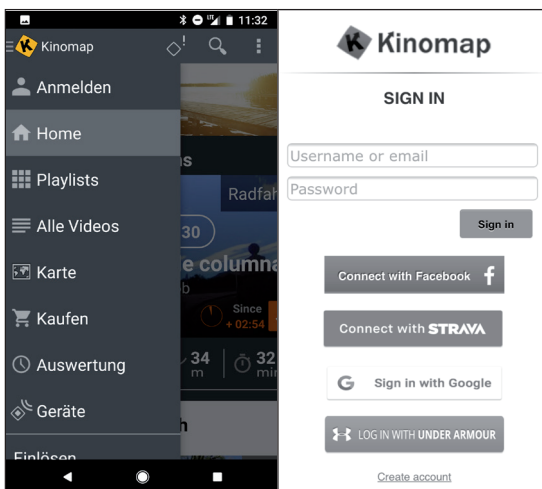 11:32
Kinomap
Anmelden
Home
Playlists
Alle Videos
Karte
Kaufen
Auswertung
Geräte
Einlösen
s
Radfah
30
e columna
b
Since
+ 02:54
34
m
32
min
h
Kinomap
SIGN IN
Username or email
Password
Sign in
Connect with Facebook
Connect with STRAVA
Sign in with Google
LOG IN WITH UNDER ARMOUR
Create account